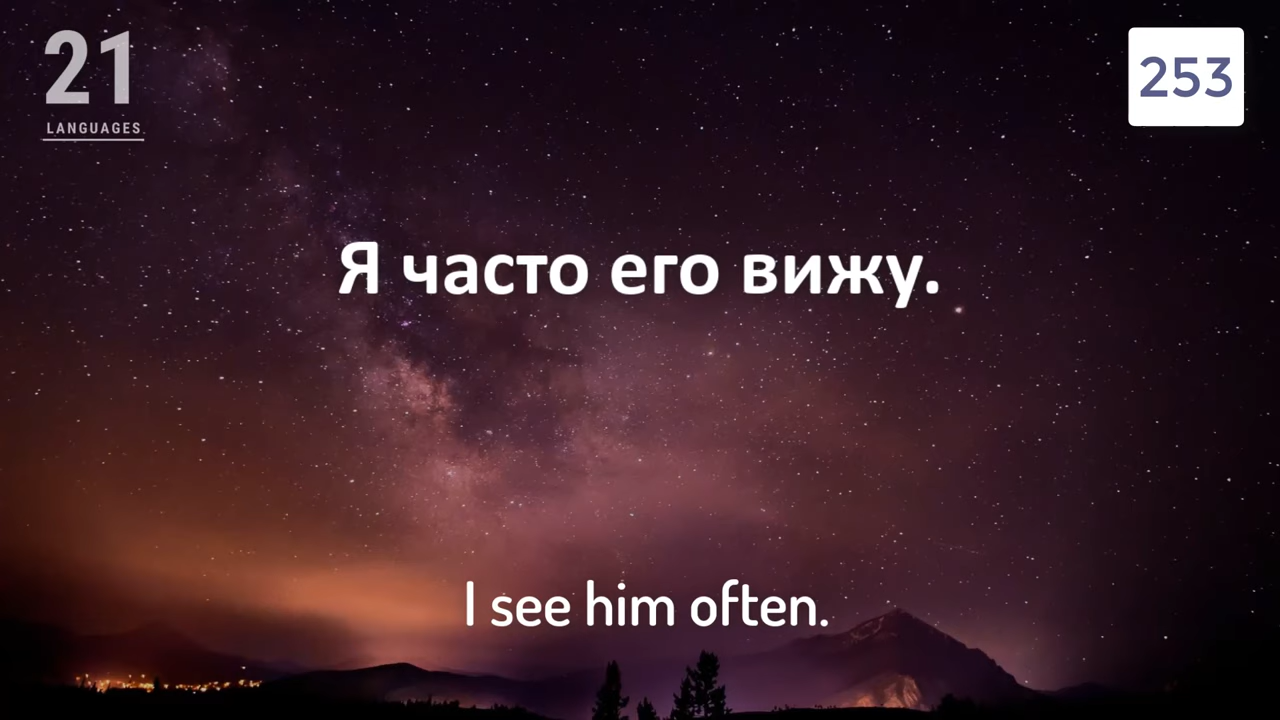 21
LANGUAGES
253
Я часто его вижу.
I see him often.